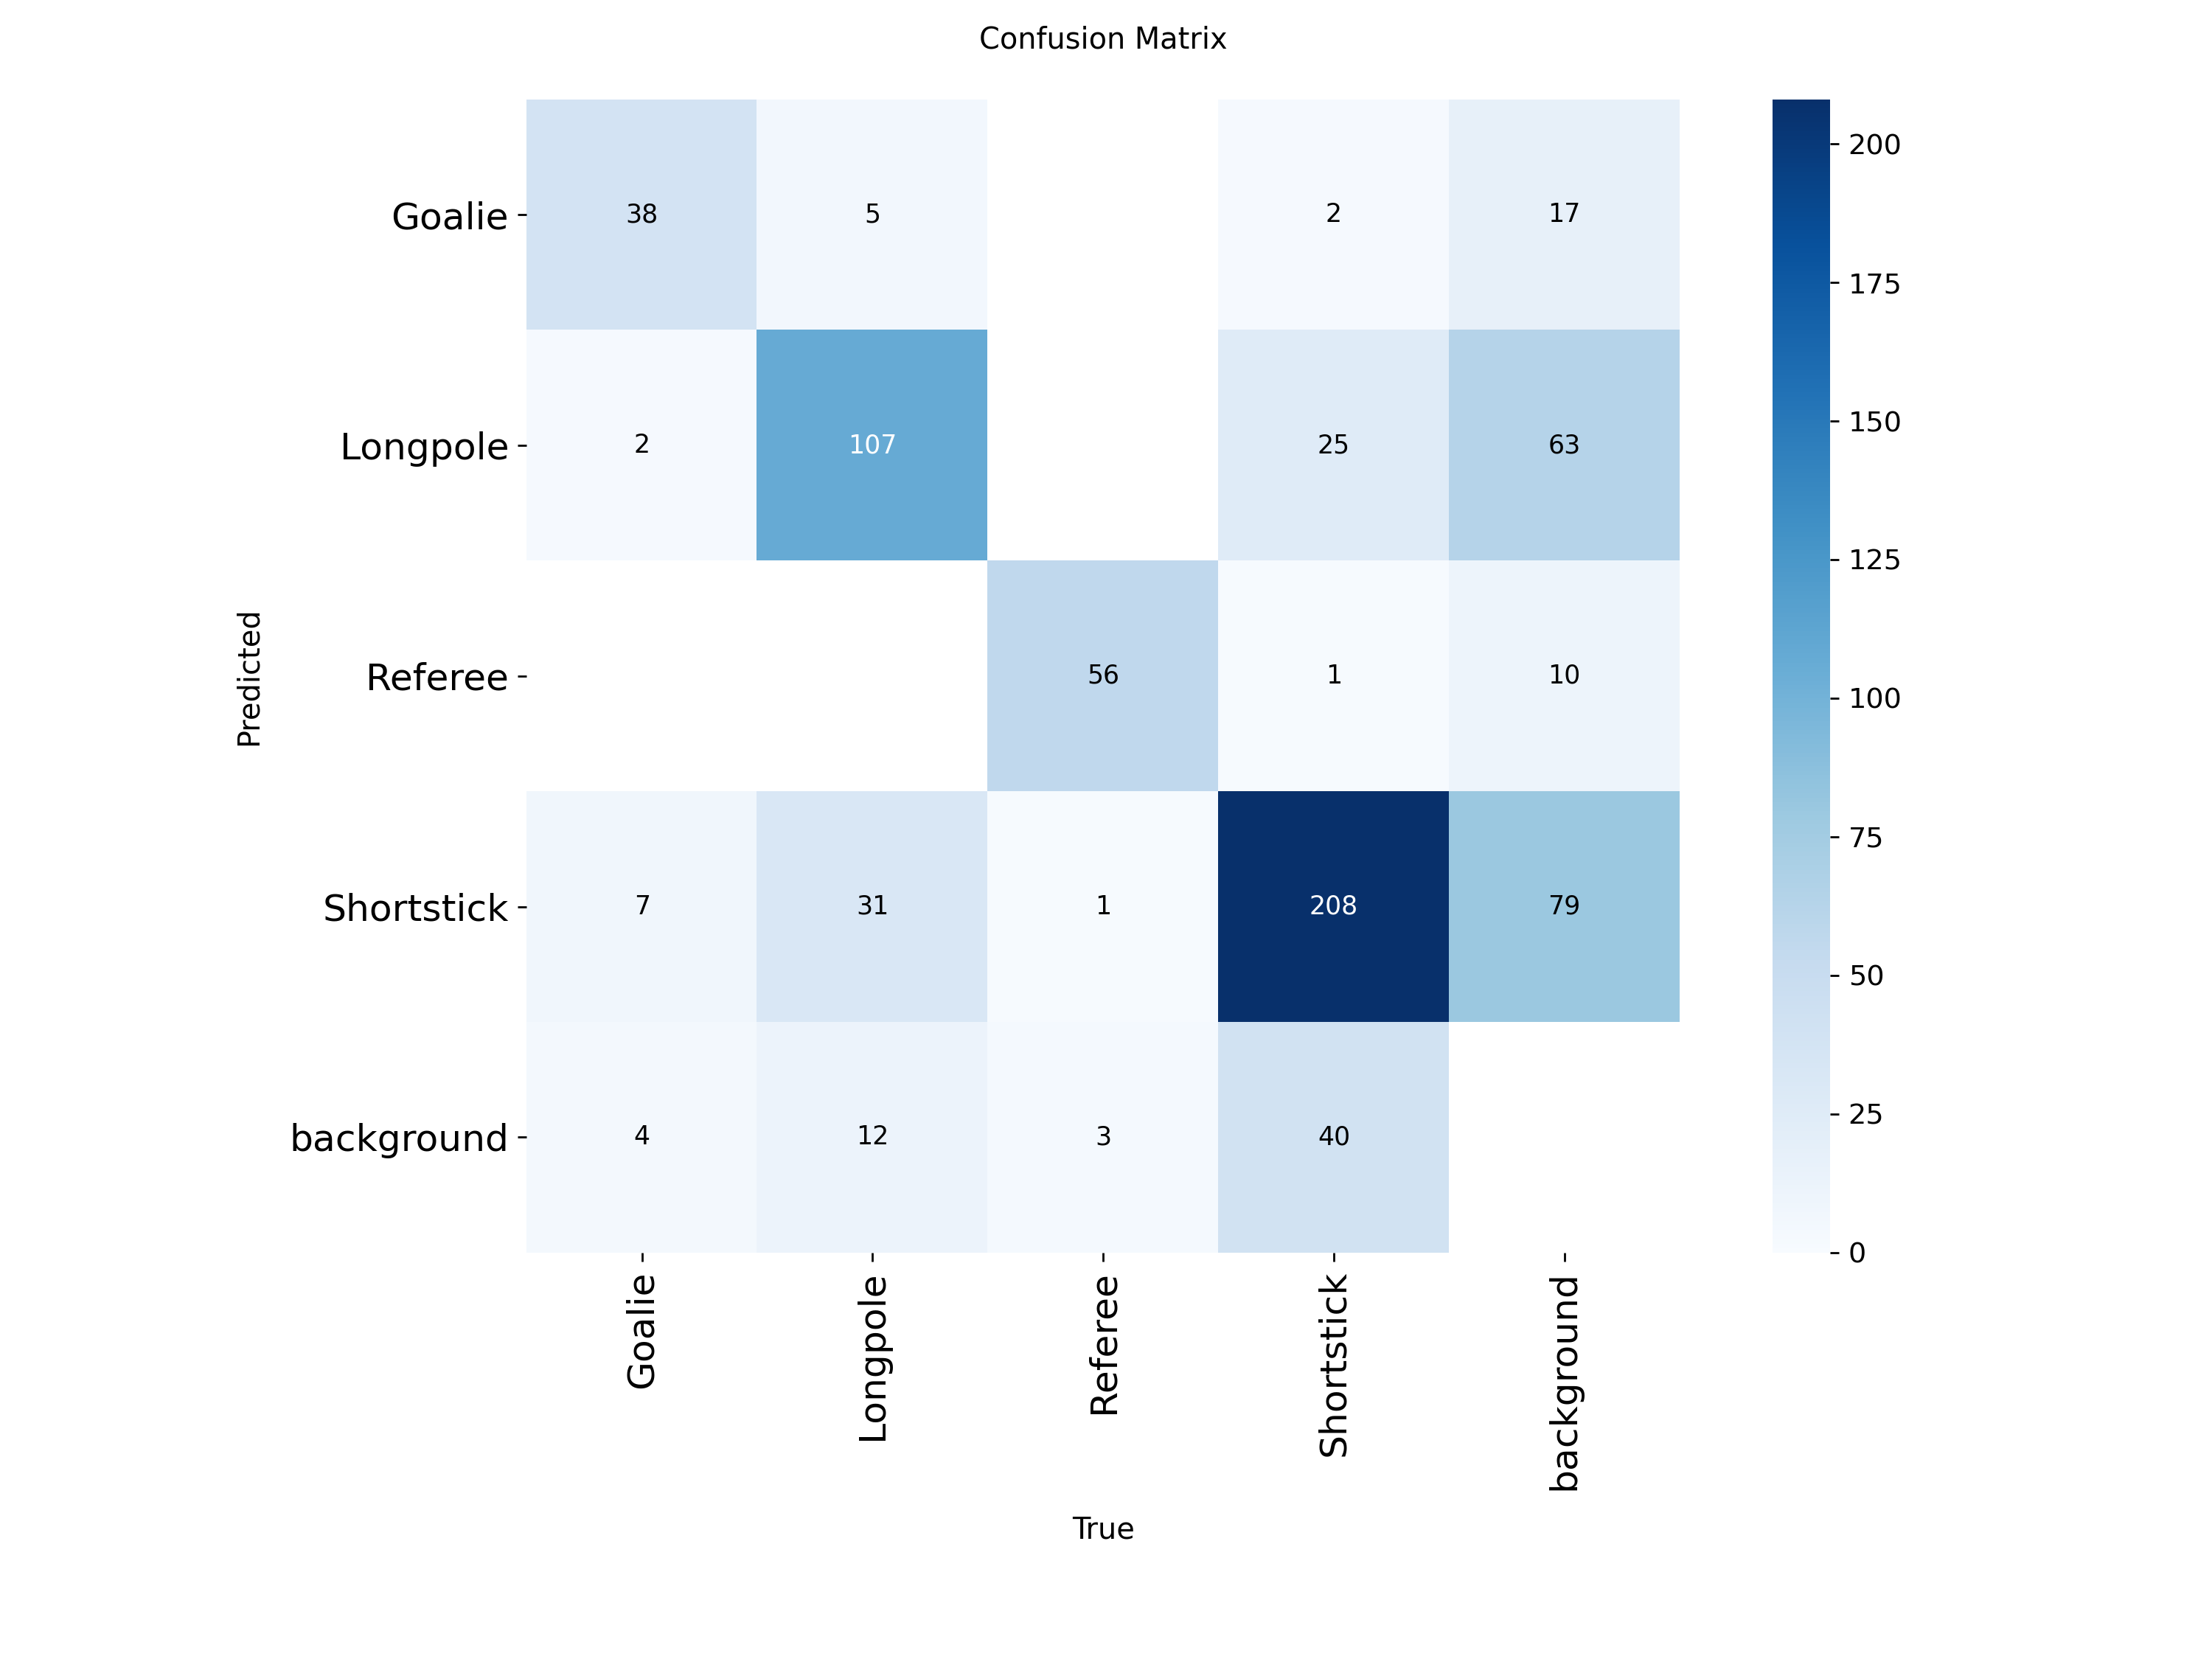 Confusion Matrix
Goalie 38 5 2 17
Longpole 2 107 25 63
Referee 56 1 10
Shortstick 7 31 1 208 79
background 4 12 3 40
Predicted
Goalie Longpole Referee Shortstick background
True
200
175
150
125
100
75
50
25
0